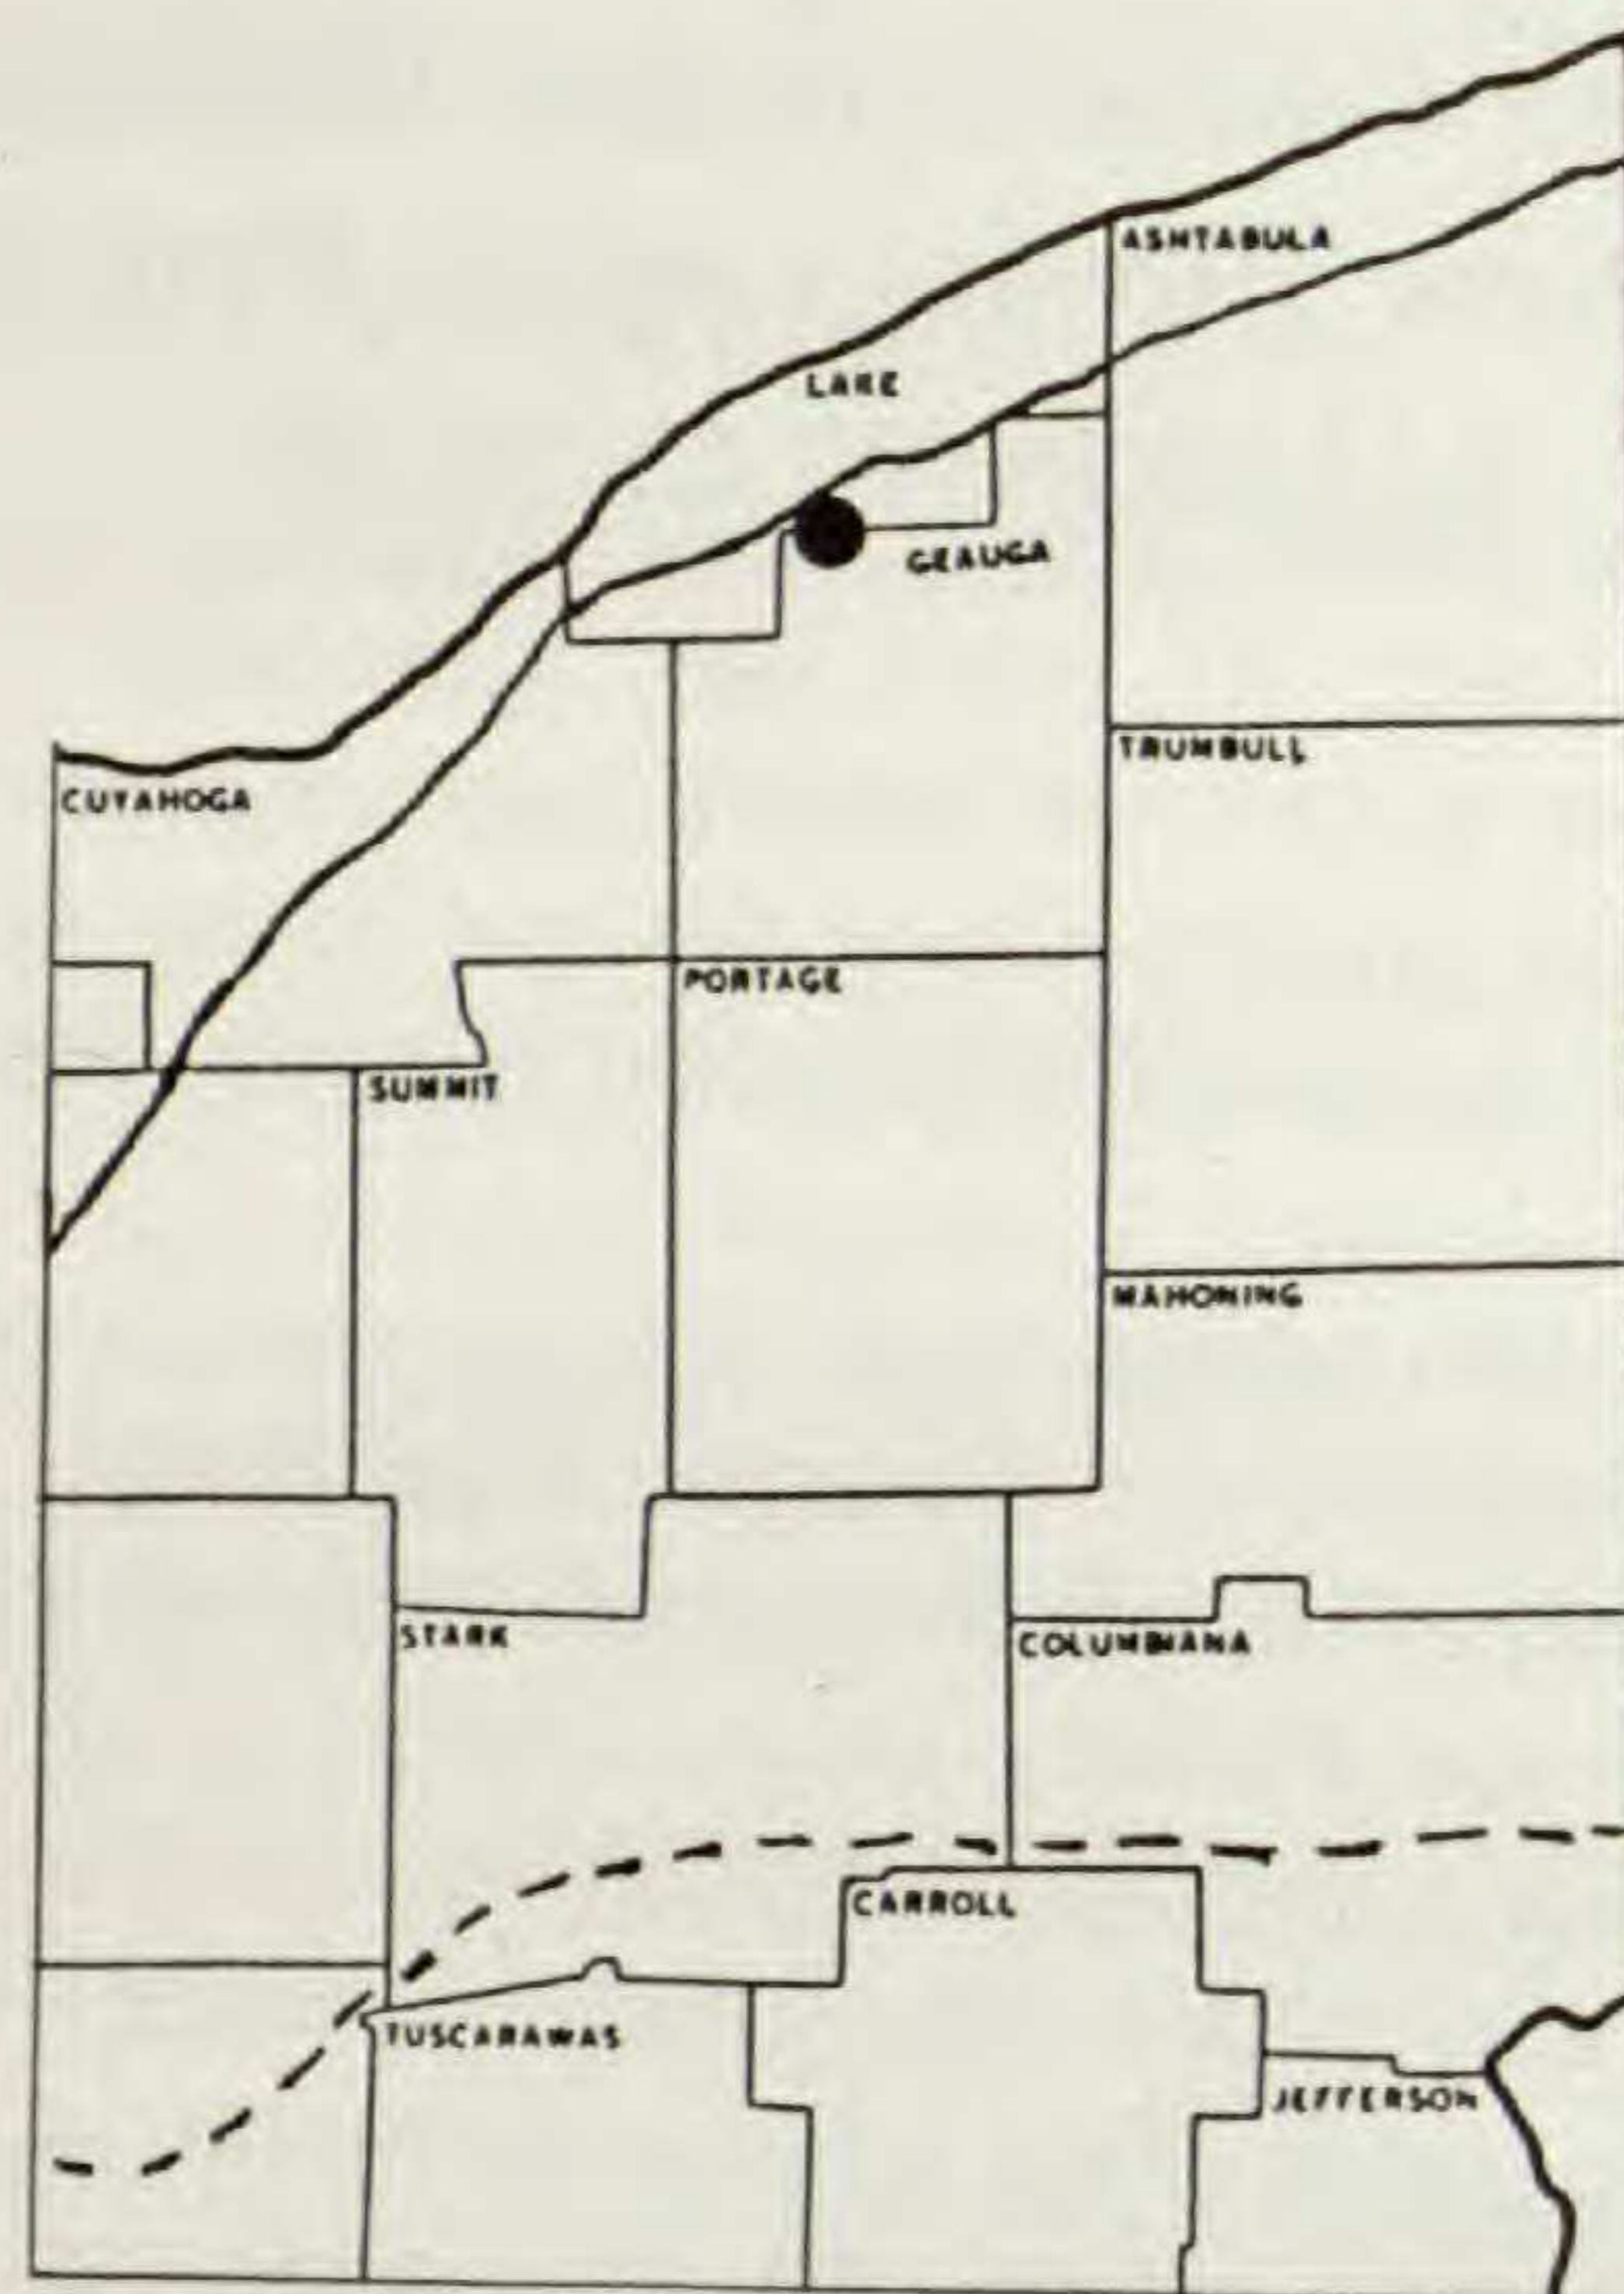 ASHTABULA
LAKE
GEAUGA
TRUMBULL
CUYAHOGA
PORTAGE
SUMMIT
MAHONING
STARK
COLUMBIANA
CARROLL
TUSCARAWAS
JEFFERSON